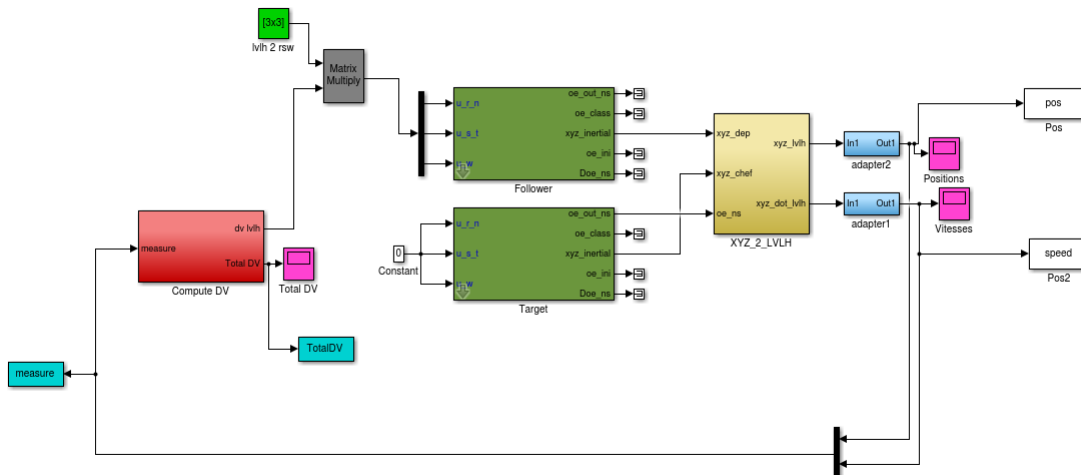 [3x3]
lvlh 2 rsw
Matrix
Multiply
u_r_n
u_s_t
oe_out_ns
oe_class
xyz_inertial
oe_ini
Doe_ns
Follower
xyz_dep
xyz_chef
oe_ns
xyz_lvlh
xyz_dot_lvlh
XYZ_2_LVLH
In1 Out1
adapter2
In1 Out1
adapter1
pos
Pos
Positions
Vitesses
speed
Pos2
measure
dv lvlh
Total DV
Compute DV
Total DV
TotalDV
measure
0
Constant
u_r_n
u_s_t
oe_out_ns
oe_class
xyz_inertial
oe_ini
Doe_ns
Target